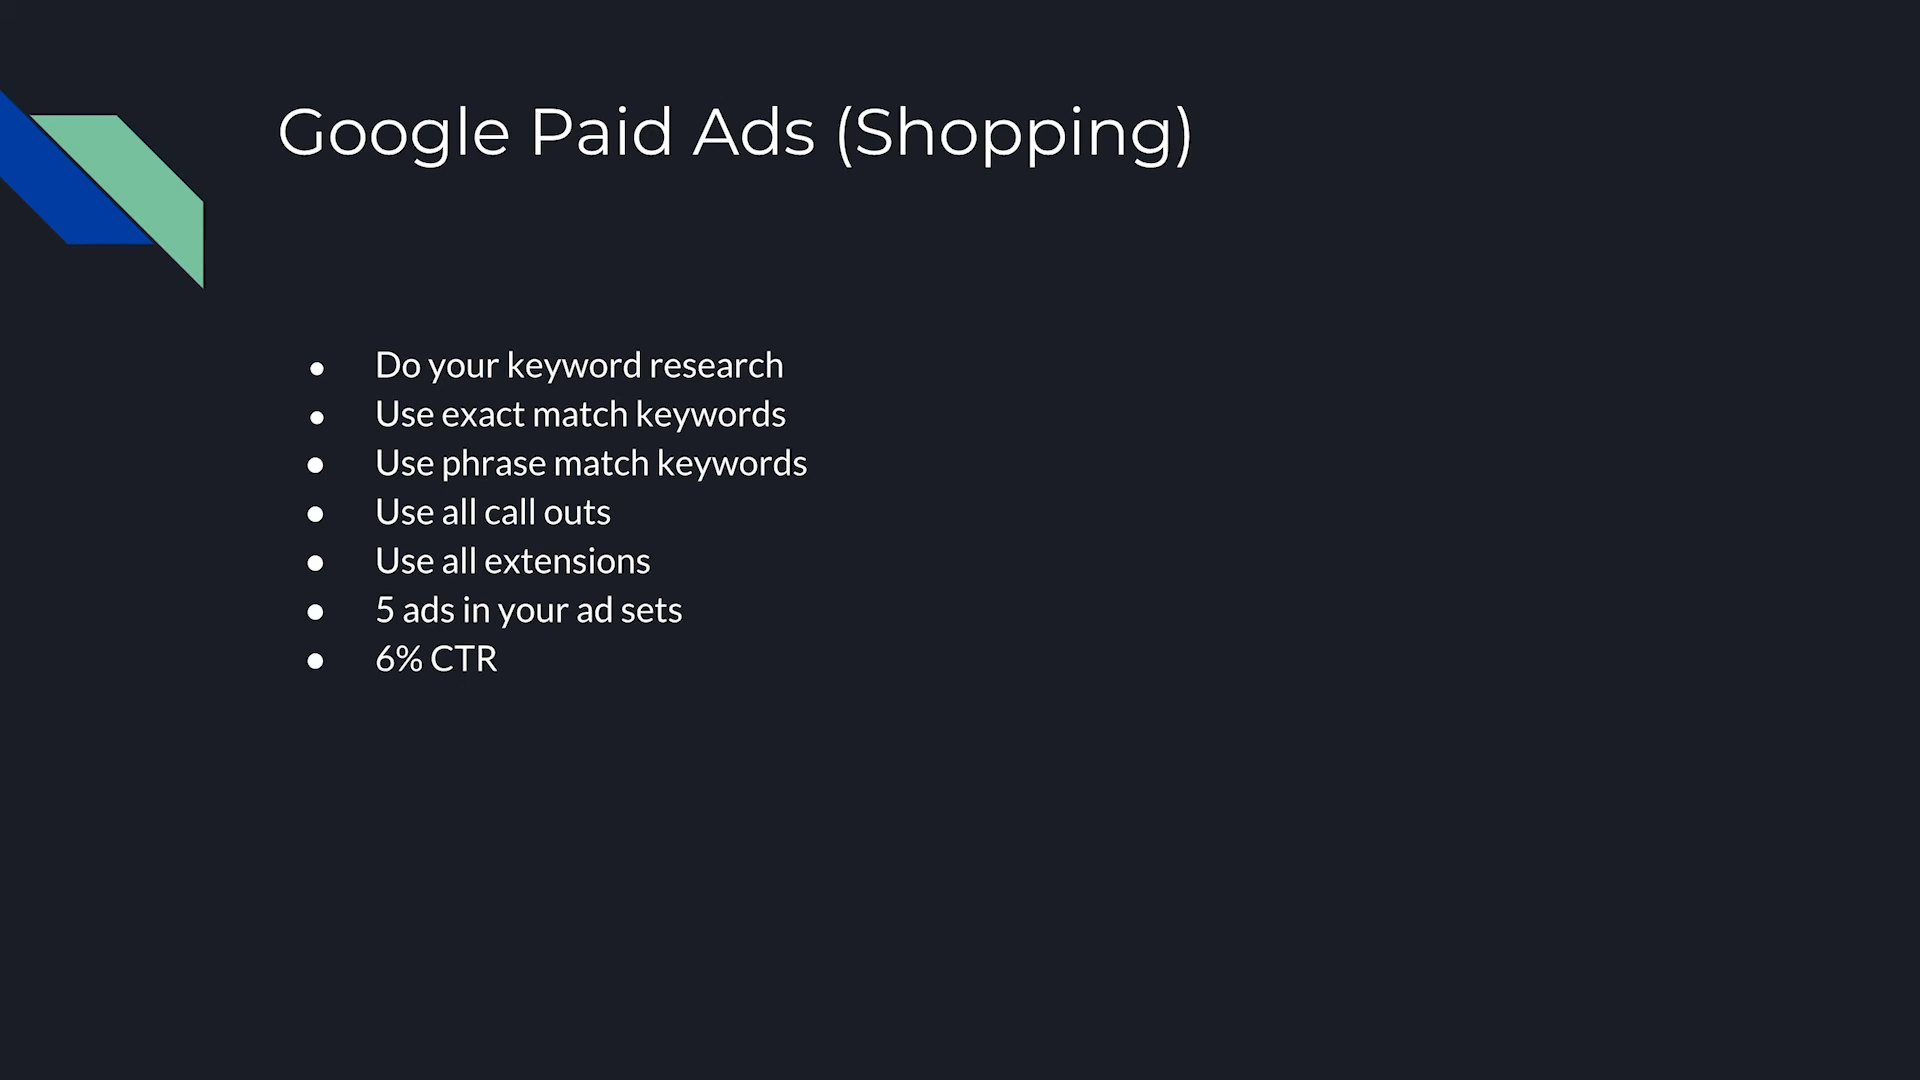 Google Paid Ads (Shopping)
● Do your keyword research
● Use exact match keywords
● Use phrase match keywords
● Use all call outs
● Use all extensions
● 5 ads in your ad sets
● 6% CTR